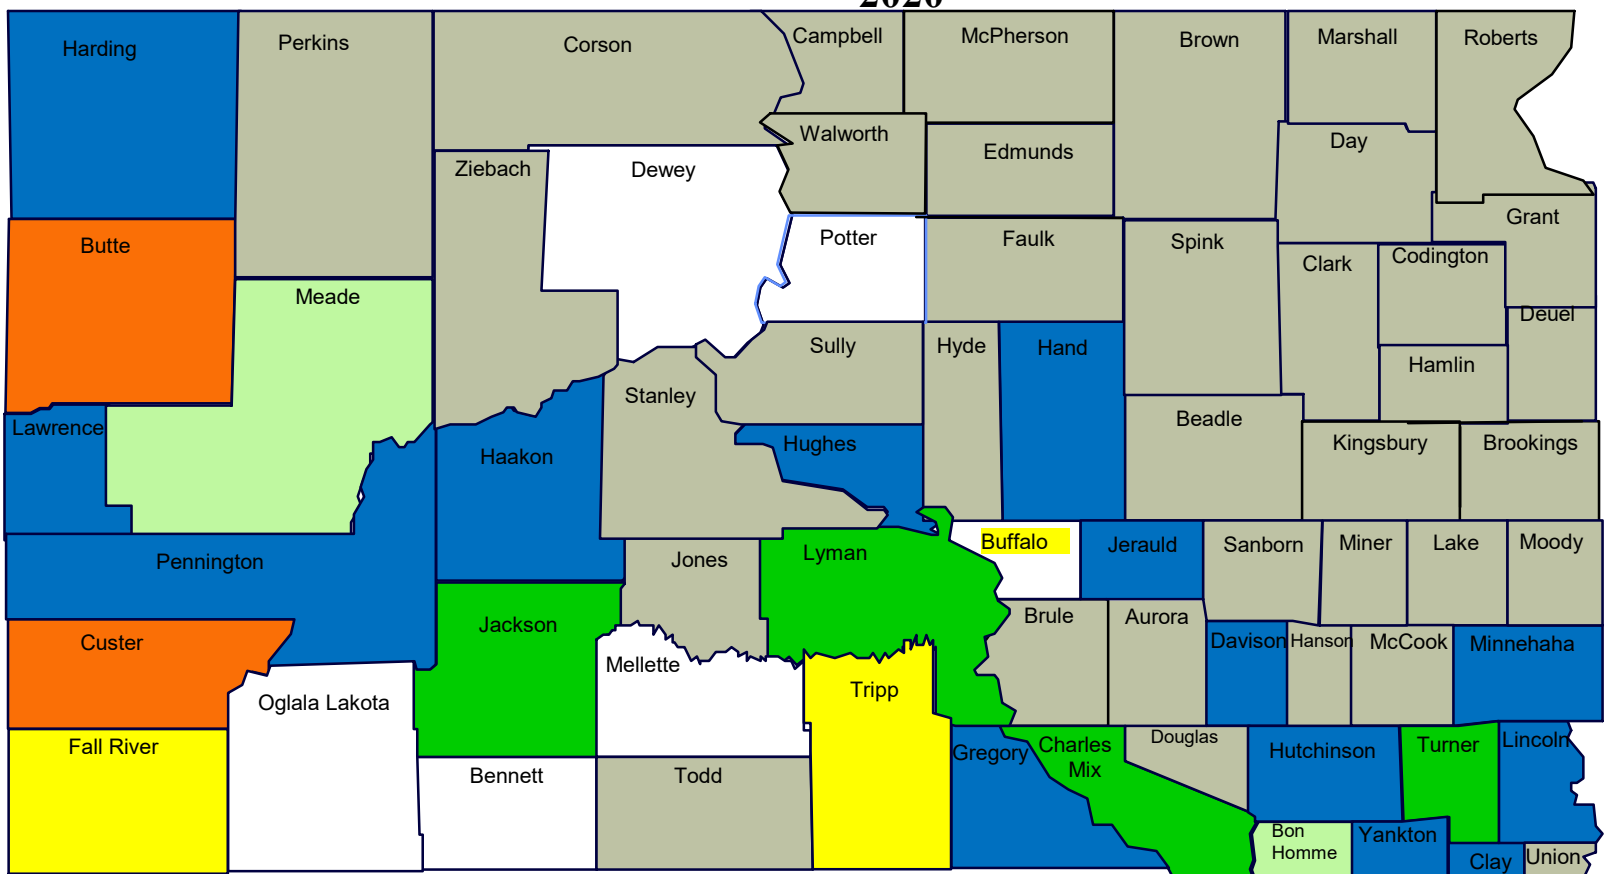 2020
Harding
Perkins
Corson
Campbell
McPherson
Brown
Marshall
Roberts
Walworth
Edmunds
Day
Ziebach
Dewey
Grant
Butte
Potter
Faulk
Spink
Clark
Codington
Meade
Deuel
Sully
Hyde
Hand
Hamlin
Stanley
Beadle
Lawrence
Haakon
Hughes
Kingsbury
Brookings
Pennington
Jones
Lyman
Buffalo
Jerauld
Sanborn
Miner
Lake
Moody
Custer
Jackson
Mellette
Brule
Aurora
Davison
Hanson
McCook
Minnehaha
Oglala Lakota
Tripp
Fall River
Bennett
Todd
Gregory
Charles
Mix
Douglas
Hutchinson
Turner
Lincoln
Bon
Homme
Yankton
Clay
Union